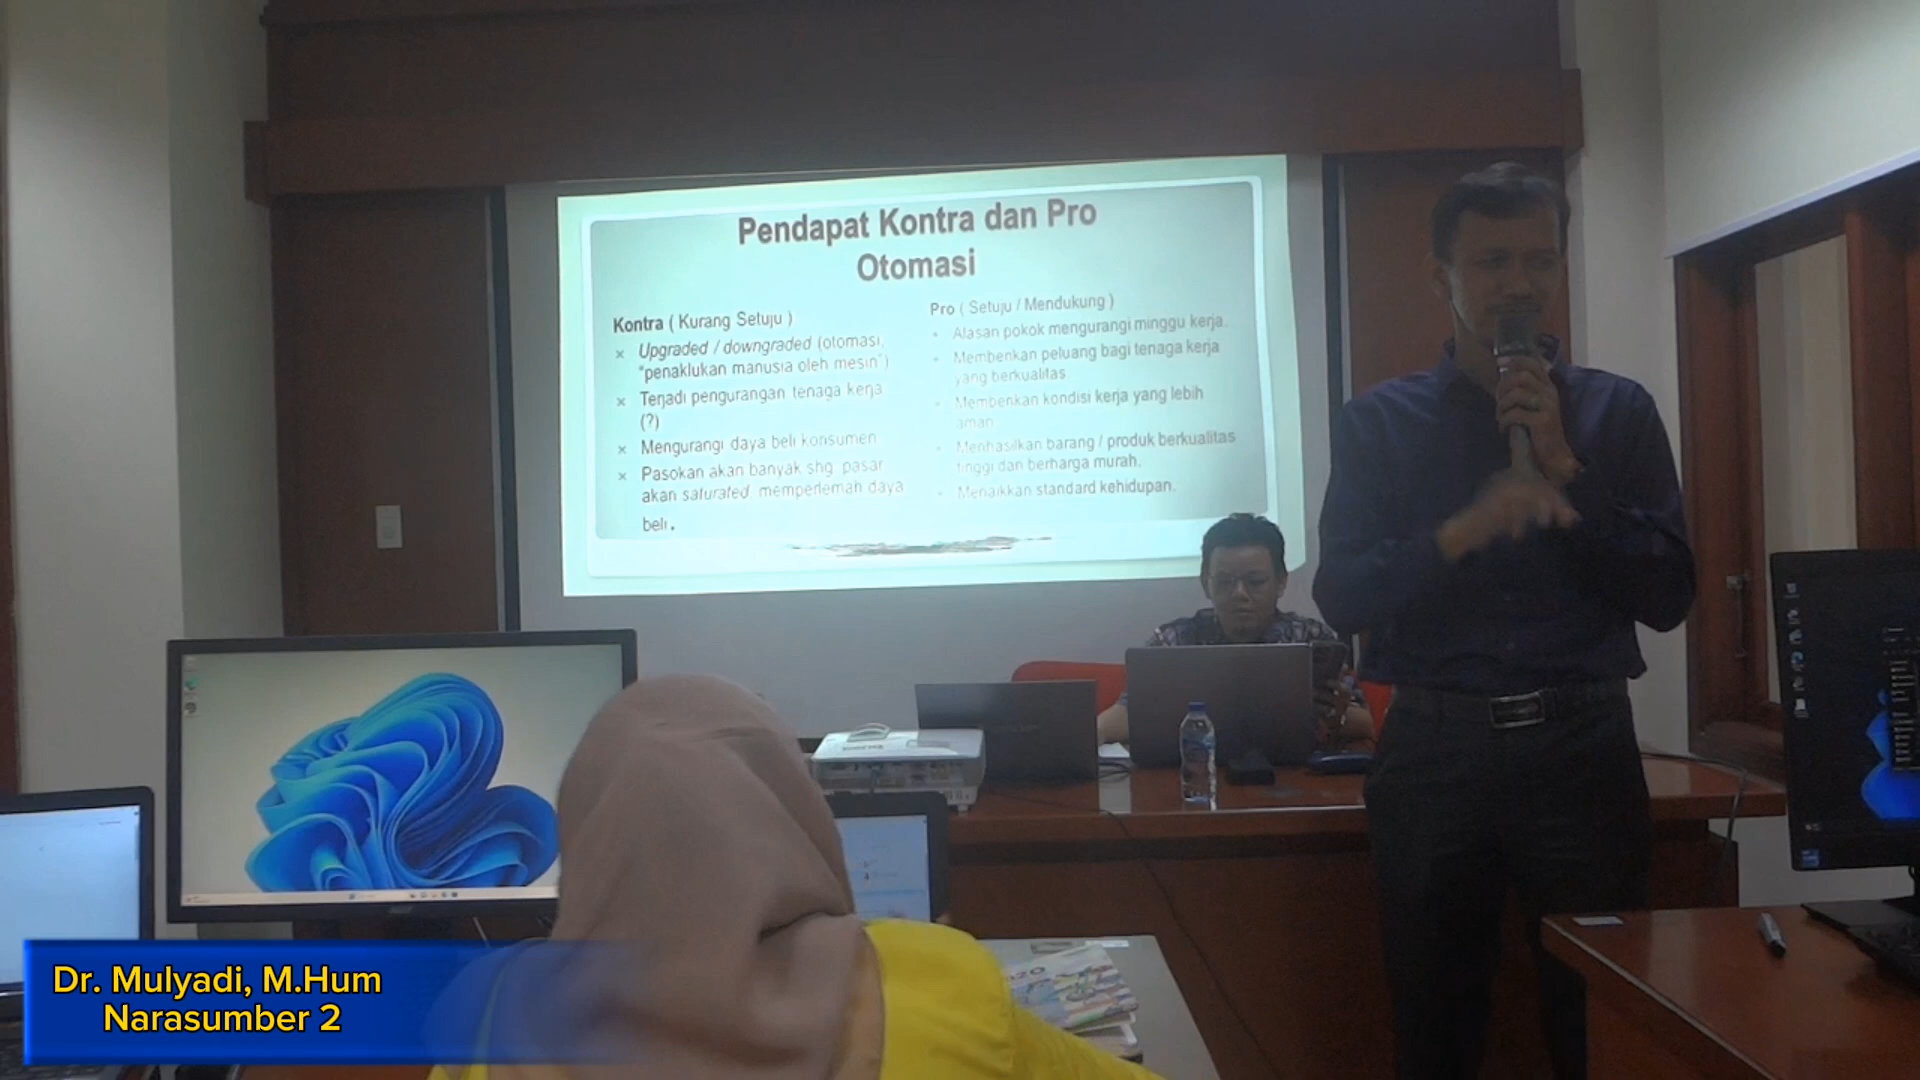 Pendapat Kontra dan Pro
Otomasi
Kontra ( Kurang Setuju )
× Upgraded / downgraded (otomasi,
"penaklukan manusia oleh mesin")
× Terjadi pengurangan tenaga kerja
(?)
× Mengurangi daya beli konsumen
× Pasokan akan banyak shg. pasar
akan saturated, memperlemah daya
beli.
Pro ( Setuju / Mendukung )
• Alasan pokok mengurangi minggu kerja.
• Memberikan peluang bagi tenaga kerja
yang berkualitas.
• Memberikan kondisi kerja yang lebih
aman.
• Menhasilkan barang / produk berkualitas
tinggi dan berharga murah.
• Menaikkan standard kehidupan.
Dr. Mulyadi, M.Hum
Narasumber 2